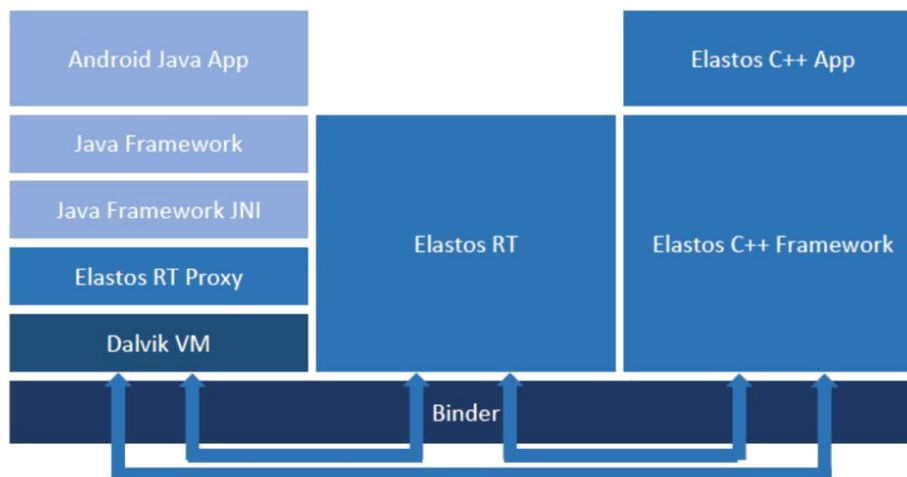 Android Java App
Elastos C++ App
Java Framework
Java Framework JNI
Elastos RT
Elastos C++ Framework
Elastos RT Proxy
Dalvik VM
Binder